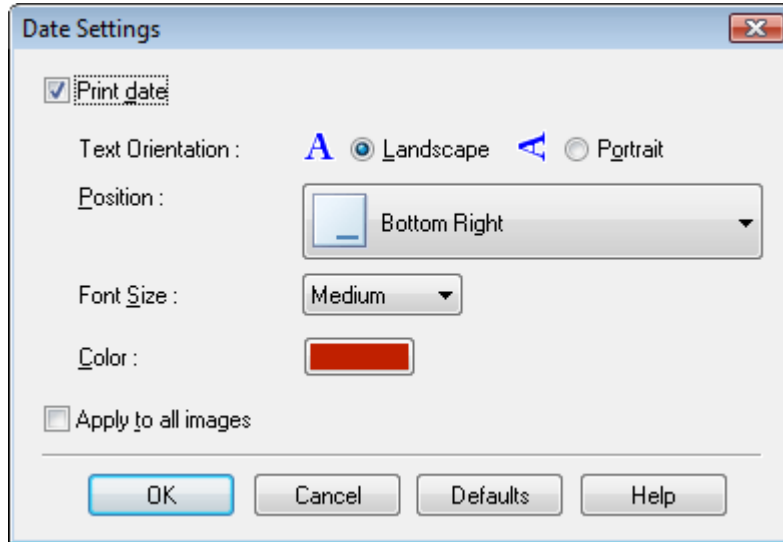 Date Settings
Print date
Text Orientation : A Landscape A Portrait
Position : Bottom Right
Font Size : Medium
Color :
Apply to all images
OK Cancel Defaults Help